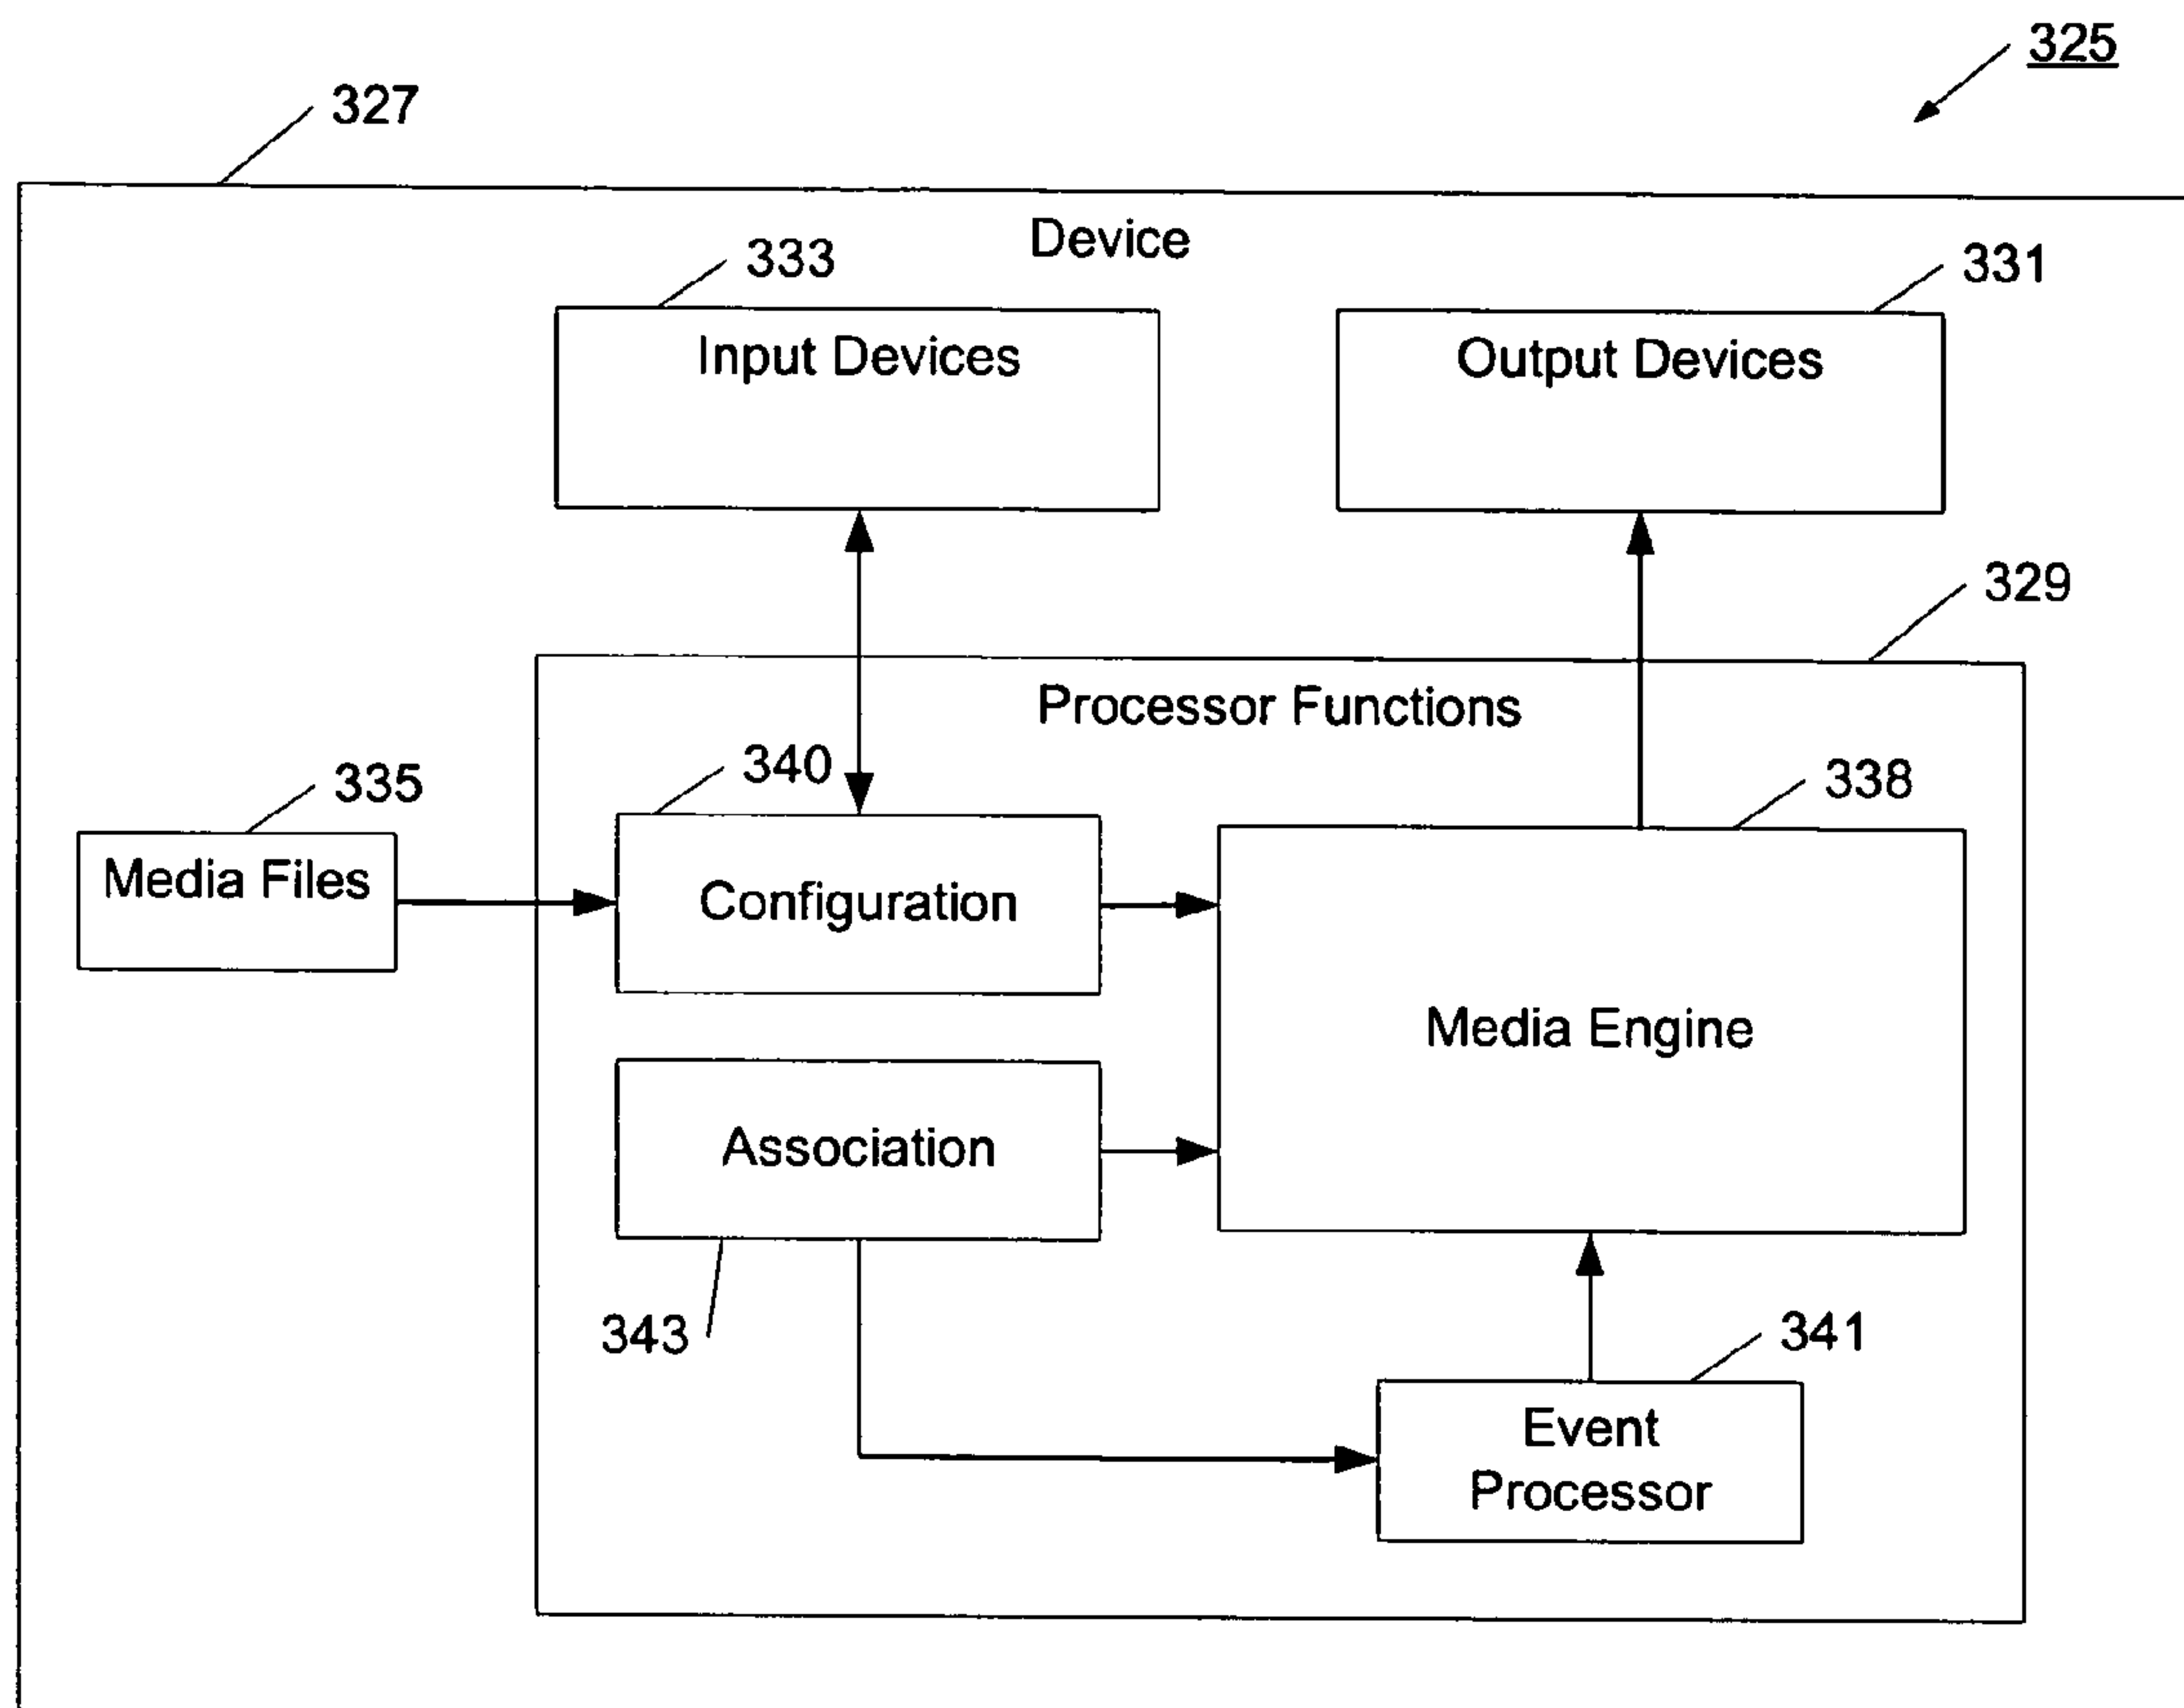 325
327
Device
333
331
Input Devices
Output Devices
329
Processor Functions
340
338
335
Media Files
Configuration
Media Engine
Association
343
341
Event
Processor